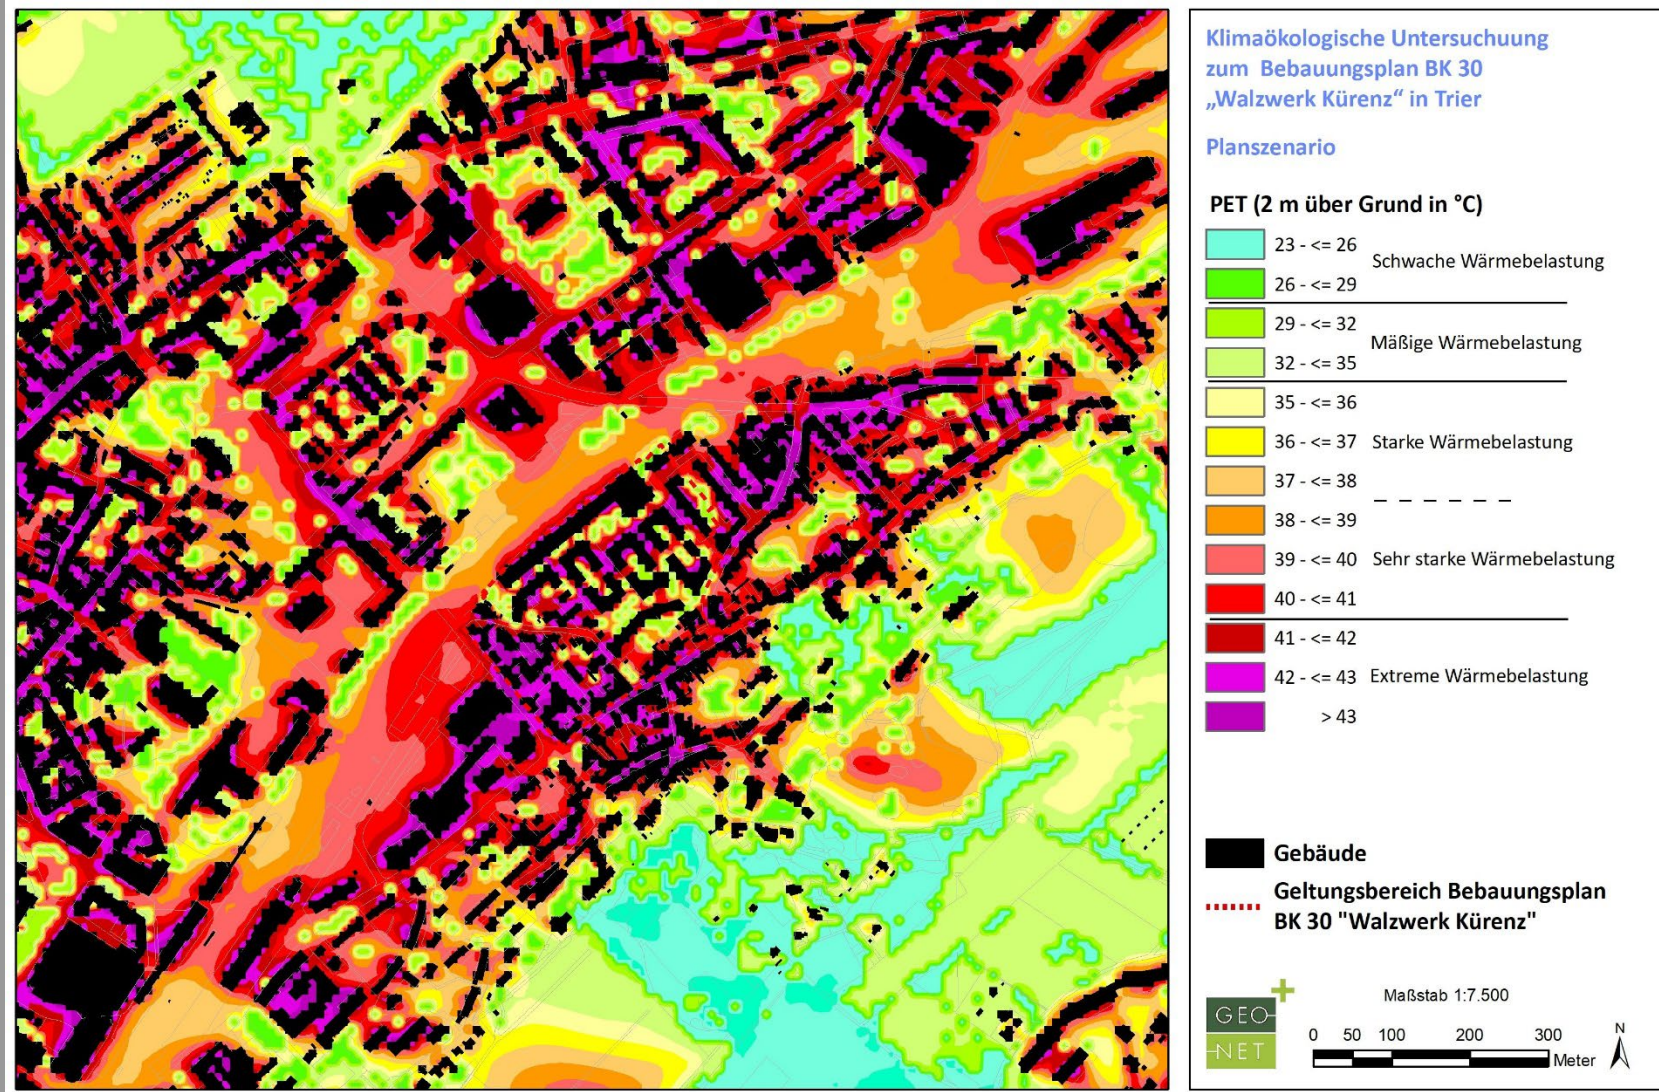 Klimaökologische Untersuchuung
zum Bebauungsplan BK 30
„Walzwerk Kürenz“ in Trier
Planszenario
PET (2 m über Grund in °C)
23 - <= 26
Schwache Wärmebelastung
26 - <= 29
29 - <= 32
Mäßige Wärmebelastung
32 - <= 35
35 - <= 36
36 - <= 37 Starke Wärmebelastung
37 - <= 38
38 - <= 39
39 - <= 40 Sehr starke Wärmebelastung
40 - <= 41
41 - <= 42
42 - <= 43 Extreme Wärmebelastung
> 43
Gebäude
Geltungsbereich Bebauungsplan
BK 30 "Walzwerk Kürenz"
GEO
NET
Maßstab 1:7.500
0 50 100 200 300
Meter
N